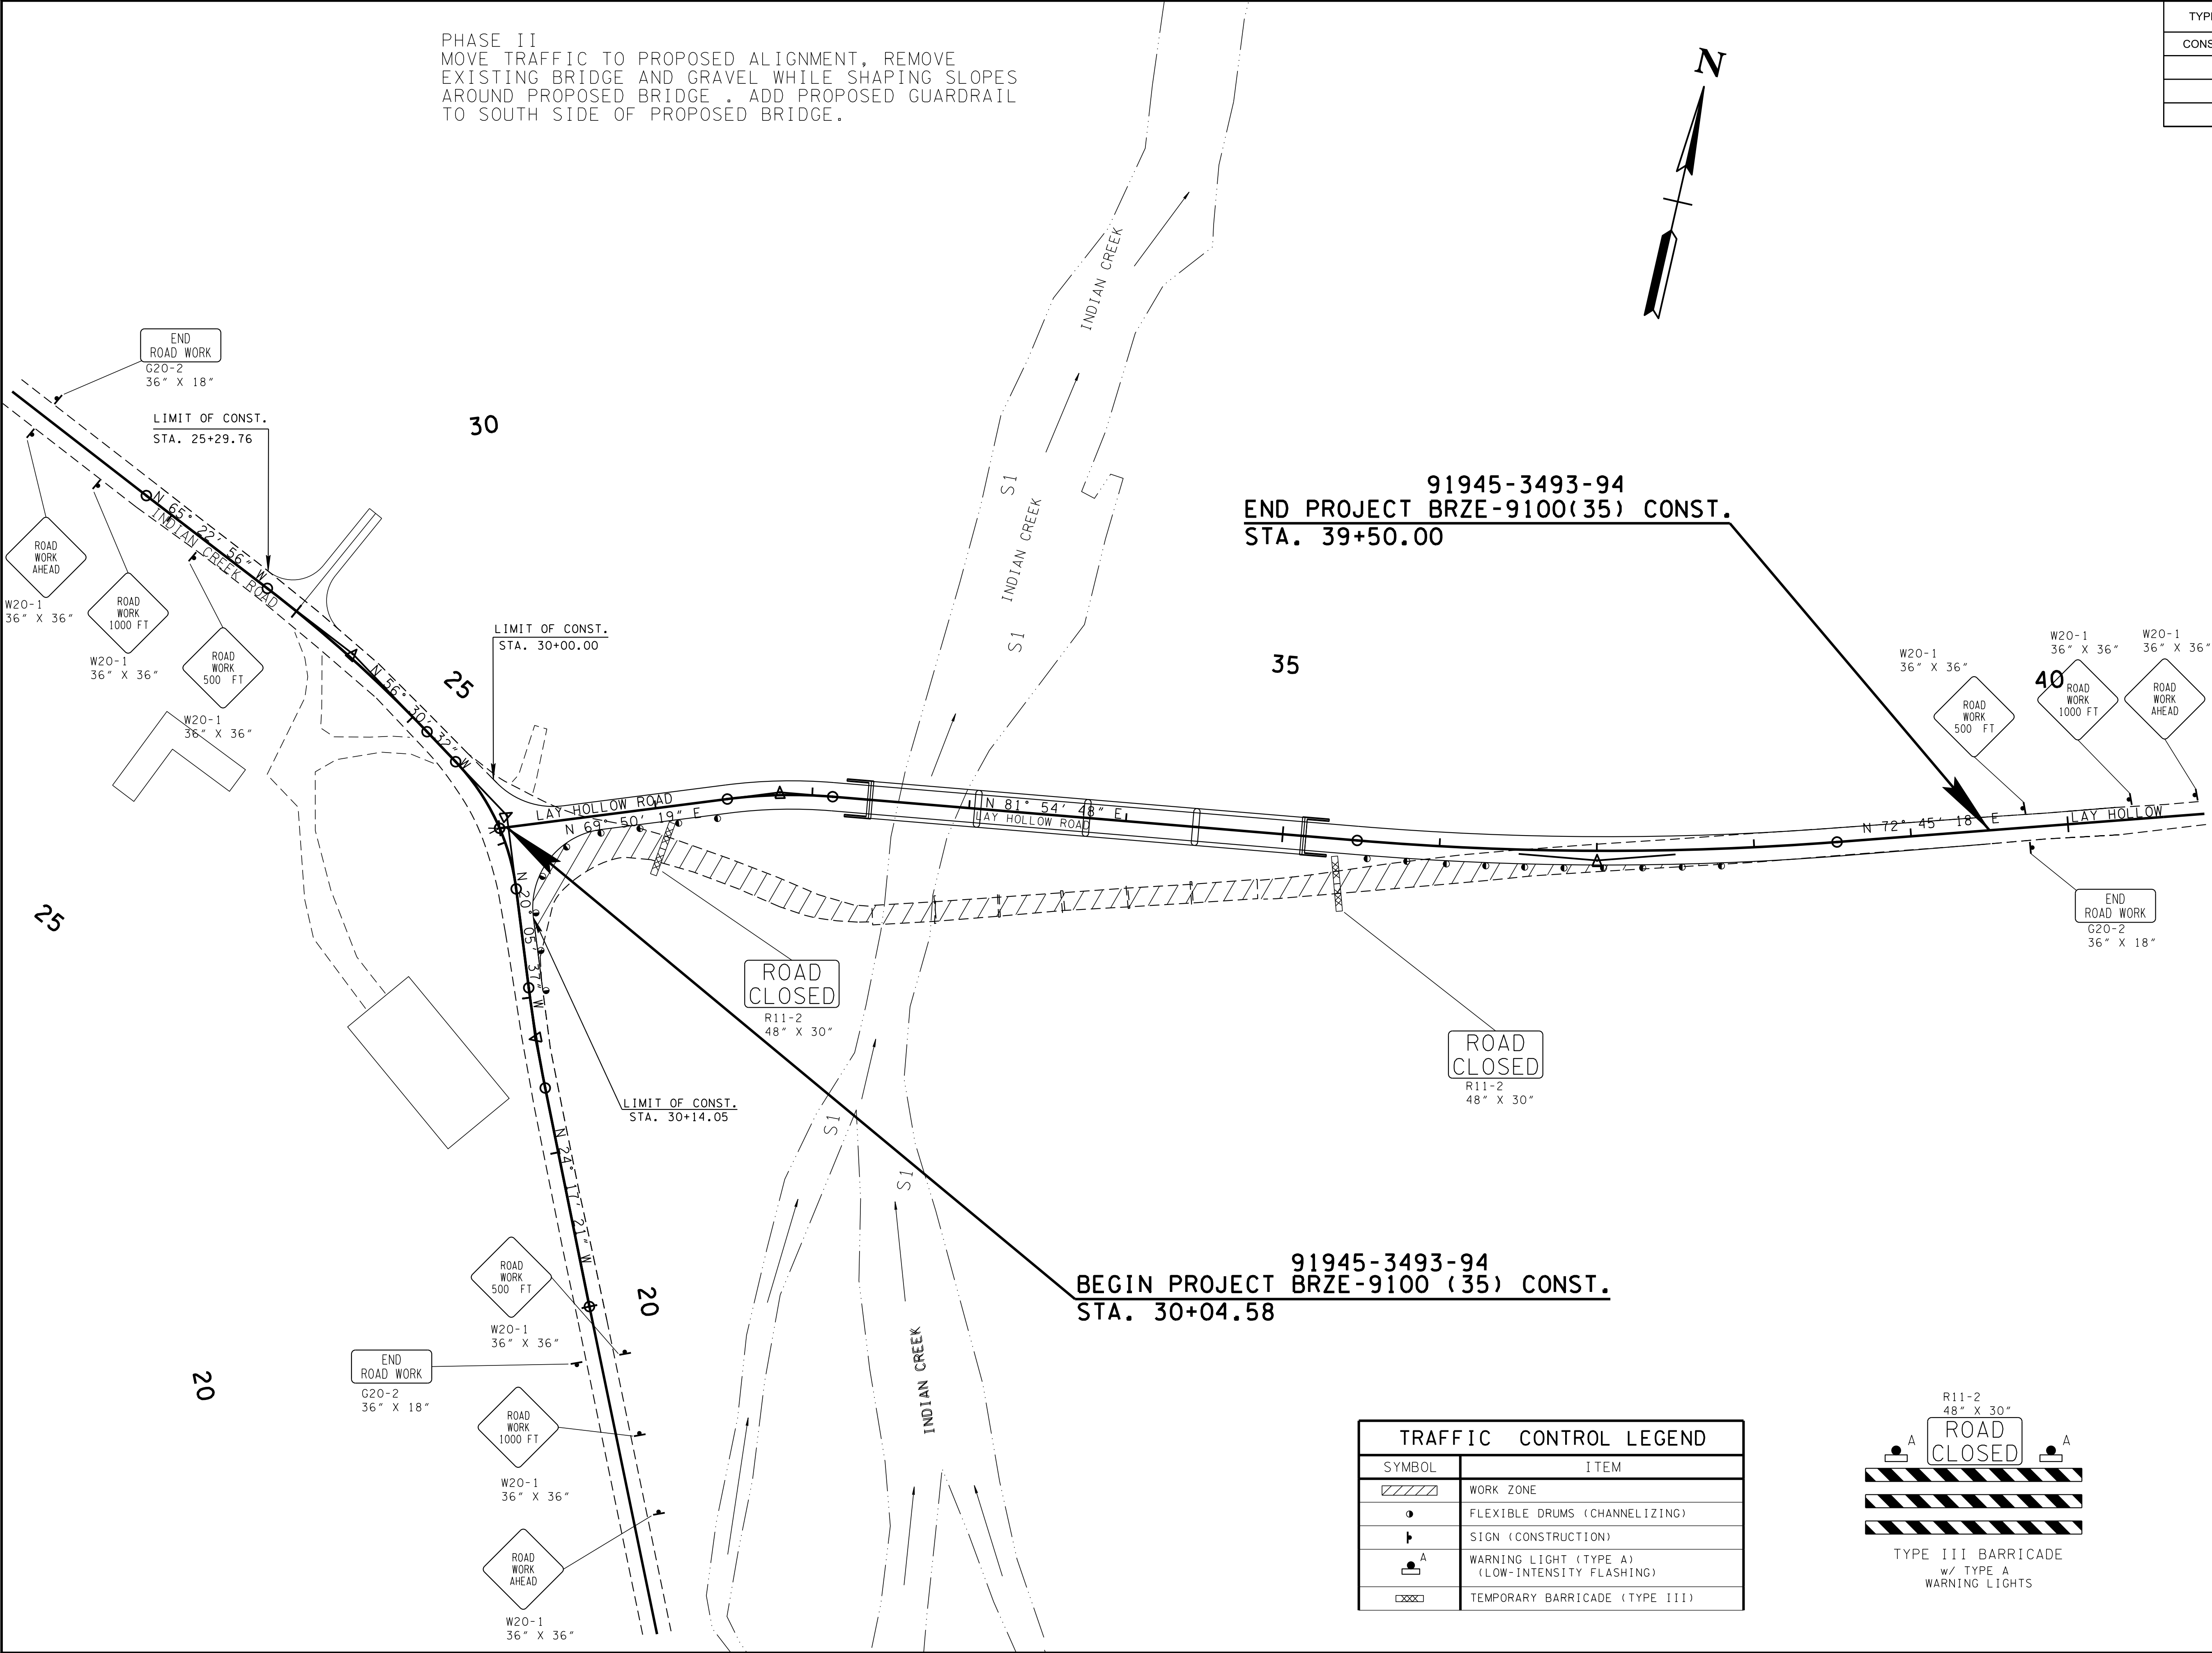 PHASE II
MOVE TRAFFIC TO PROPOSED ALIGNMENT, REMOVE
EXISTING BRIDGE AND GRAVEL WHILE SHAPING SLOPES
AROUND PROPOSED BRIDGE . ADD PROPOSED GUARDRAIL
TO SOUTH SIDE OF PROPOSED BRIDGE.
N
INDIAN CREEK
END
ROAD WORK
G20-2
36" X 18"
LIMIT OF CONST.
STA. 25+29.76
30
S1
INDIAN CREEK
S1
91945-3493-94
END PROJECT BRZE-9100(35) CONST.
STA. 39+50.00
N 65° 22' 56" W
INDIAN CREEK ROAD
ROAD
WORK
AHEAD
W20-1
36" X 36"
ROAD
WORK
1000 FT
W20-1
36" X 36"
ROAD
WORK
500 FT
W20-1
36" X 36"
LIMIT OF CONST.
STA. 30+00.00
N 56° 30' 32" W
25
35
W20-1
36" X 36"
ROAD
WORK
500 FT
W20-1
36" X 36"
40
ROAD
WORK
1000 FT
W20-1
36" X 36"
ROAD
WORK
AHEAD
LAY HOLLOW ROAD
N 69° 50' 19" E
N 81° 54' 48" E
LAY HOLLOW ROAD
N 72° 45' 18" E
LAY HOLLOW
25
N 20° 05' 37" W
END
ROAD WORK
G20-2
36" X 18"
ROAD
CLOSED
R11-2
48" X 30"
ROAD
CLOSED
R11-2
48" X 30"
LIMIT OF CONST.
STA. 30+14.05
S1
S1
N 24° 17' 21" W
91945-3493-94
BEGIN PROJECT BRZE-9100 (35) CONST.
STA. 30+04.58
ROAD
WORK
500 FT
W20-1
36" X 36"
20
END
ROAD WORK
G20-2
36" X 18"
20
ROAD
WORK
1000 FT
W20-1
36" X 36"
ROAD
WORK
AHEAD
W20-1
36" X 36"
INDIAN CREEK
TRAFFIC CONTROL LEGEND
SYMBOL ITEM
WORK ZONE
FLEXIBLE DRUMS (CHANNELIZING)
SIGN (CONSTRUCTION)
A WARNING LIGHT (TYPE A)
(LOW-INTENSITY FLASHING)
TEMPORARY BARRICADE (TYPE III)
R11-2
48" X 30"
A ROAD A
CLOSED
TYPE III BARRICADE
w/ TYPE A
WARNING LIGHTS